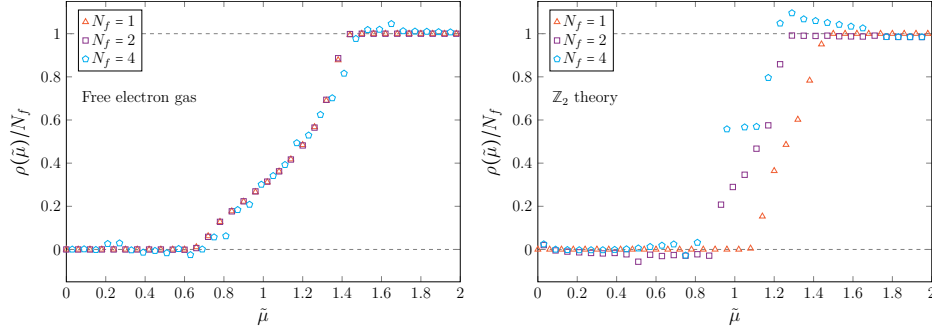 N_f = 1
N_f = 2
N_f = 4
Free electron gas
ρ(μ̃)/N_f
1
0.8
0.6
0.4
0.2
0
0 0.2 0.4 0.6 0.8 1 1.2 1.4 1.6 1.8 2
μ̃
N_f = 1
N_f = 2
N_f = 4
ℤ₂ theory
ρ(μ̃)/N_f
1
0.8
0.6
0.4
0.2
0
0 0.2 0.4 0.6 0.8 1 1.2 1.4 1.6 1.8 2
μ̃